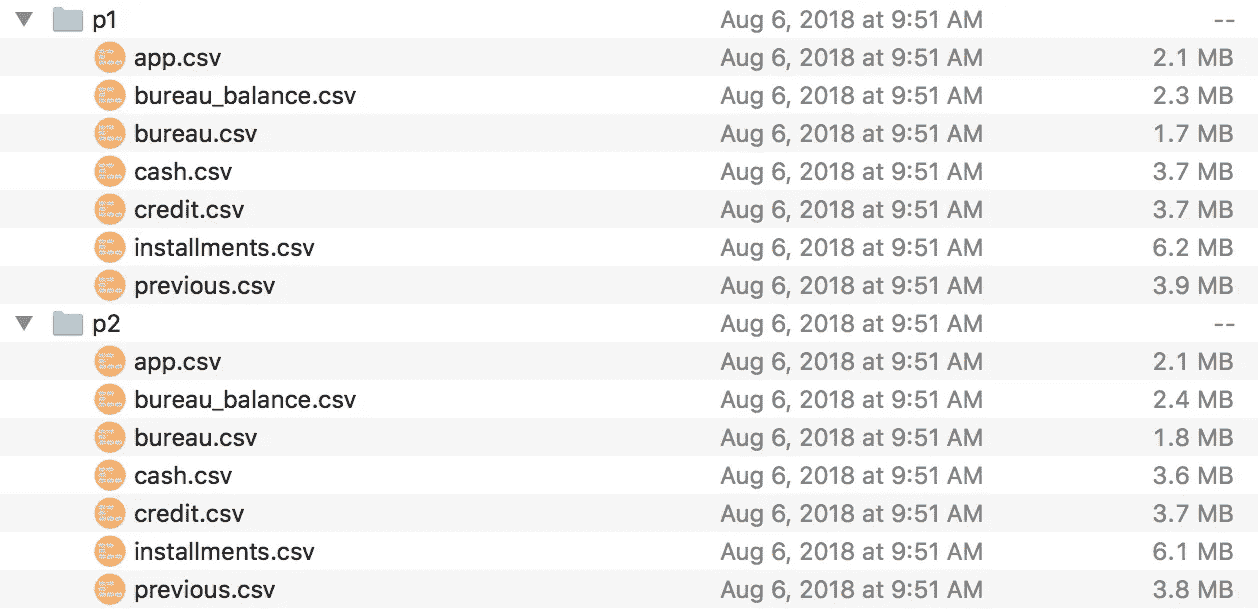 p1 Aug 6, 2018 at 9:51 AM --
app.csv Aug 6, 2018 at 9:51 AM 2.1 MB
bureau_balance.csv Aug 6, 2018 at 9:51 AM 2.3 MB
bureau.csv Aug 6, 2018 at 9:51 AM 1.7 MB
cash.csv Aug 6, 2018 at 9:51 AM 3.7 MB
credit.csv Aug 6, 2018 at 9:51 AM 3.7 MB
installments.csv Aug 6, 2018 at 9:51 AM 6.2 MB
previous.csv Aug 6, 2018 at 9:51 AM 3.9 MB
p2 Aug 6, 2018 at 9:51 AM --
app.csv Aug 6, 2018 at 9:51 AM 2.1 MB
bureau_balance.csv Aug 6, 2018 at 9:51 AM 2.4 MB
bureau.csv Aug 6, 2018 at 9:51 AM 1.8 MB
cash.csv Aug 6, 2018 at 9:51 AM 3.6 MB
credit.csv Aug 6, 2018 at 9:51 AM 3.7 MB
installments.csv Aug 6, 2018 at 9:51 AM 6.1 MB
previous.csv Aug 6, 2018 at 9:51 AM 3.8 MB